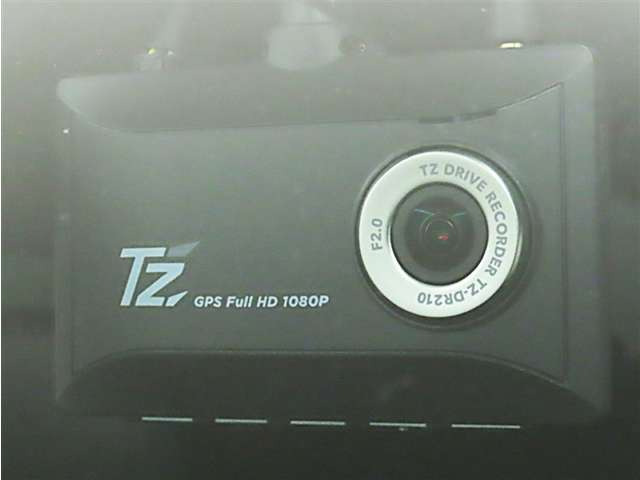 TZ
GPS Full HD 1080P
F2.0
TZ DRIVE RECORDER TZ-DR210